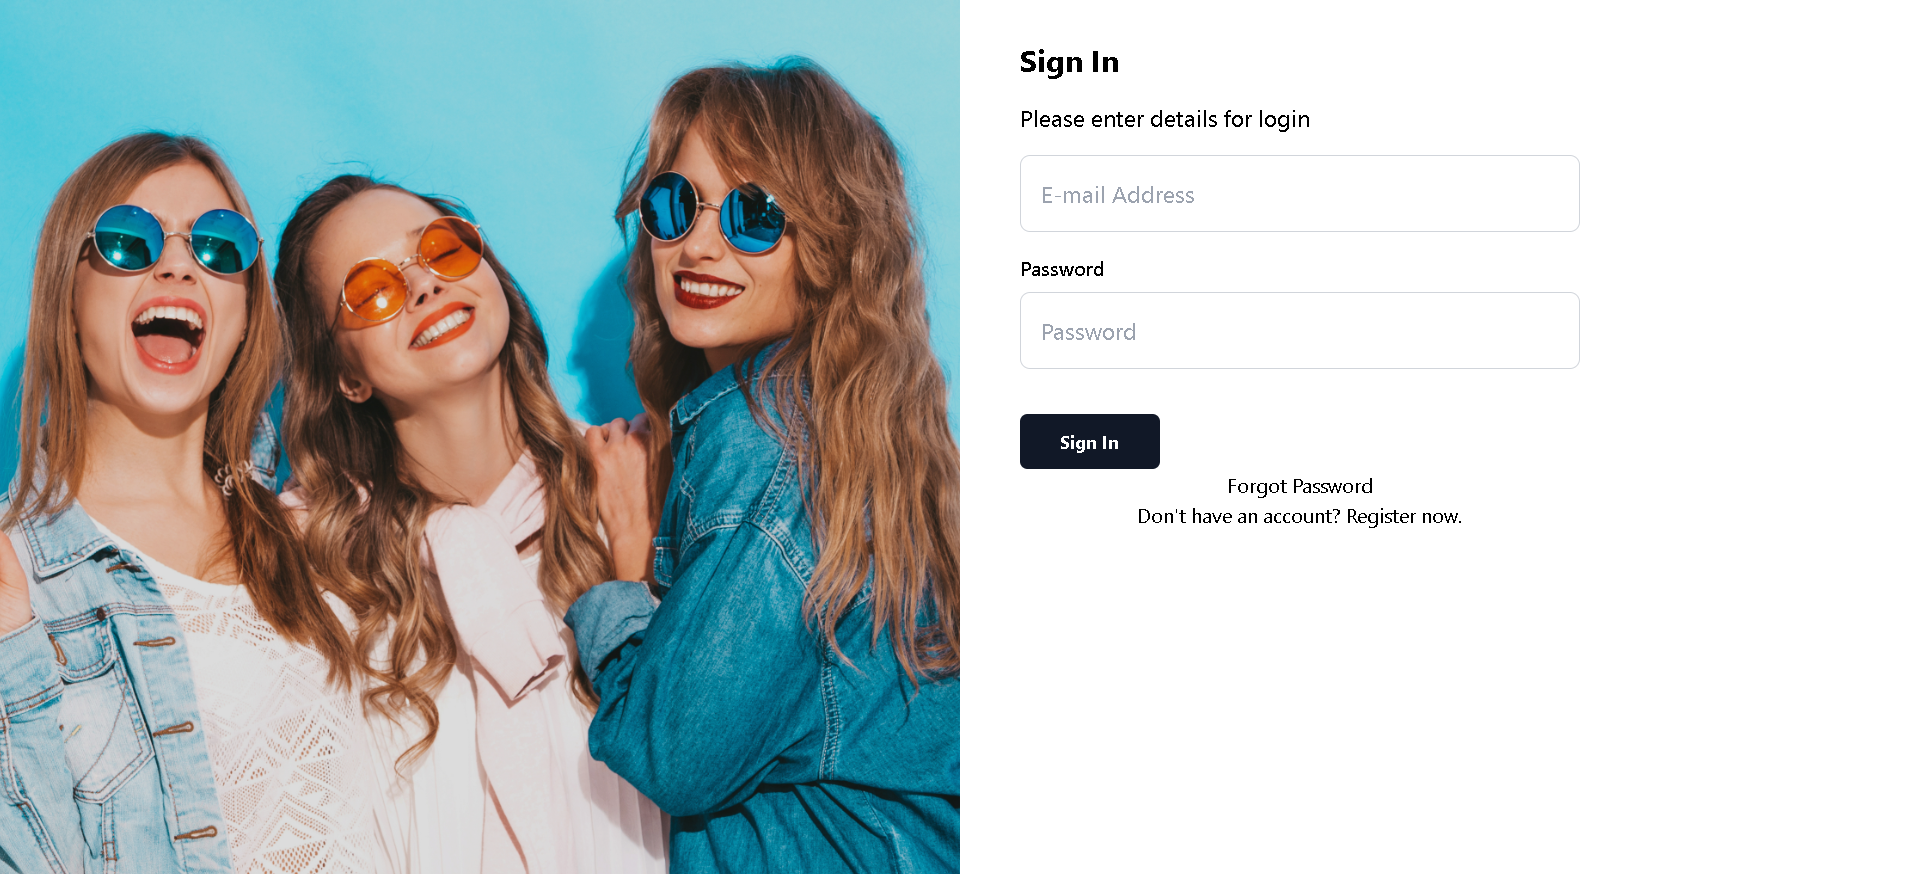 Sign In
Please enter details for login
E-mail Address
Password
Password
Sign In
Forgot Password
Don't have an account? Register now.